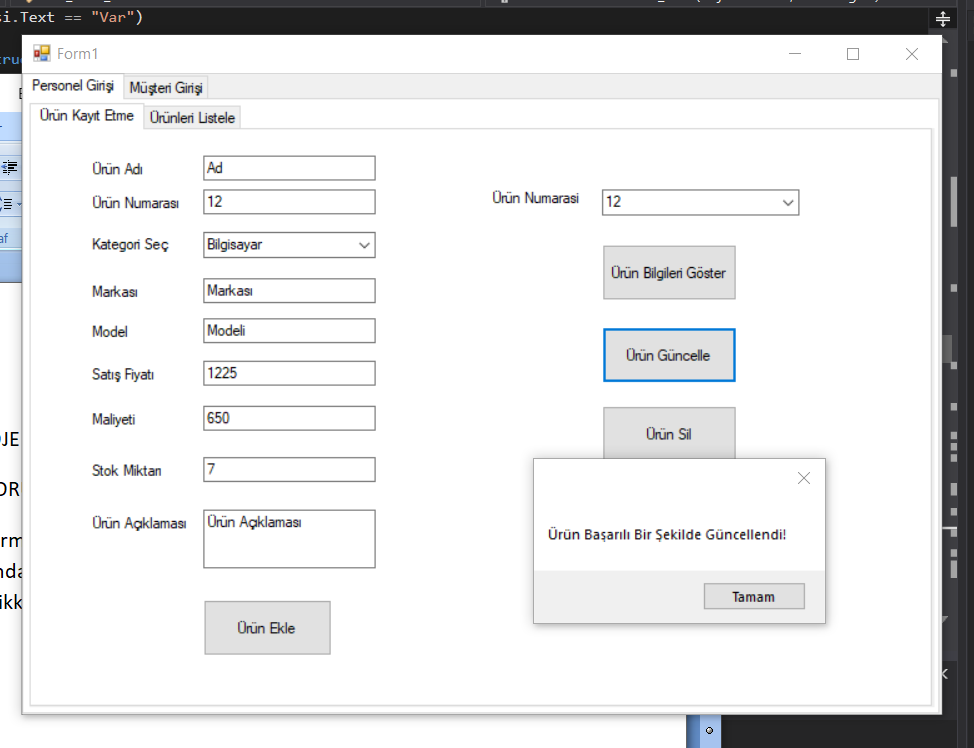 si.Text == "Var")
Form1
Personel Girişi
Müşteri Girişi
Ürün Kayıt Etme
Ürünleri Listele
Ürün Adı
Ad
Ürün Numarası
12
Kategori Seç
Bilgisayar
Markası
Markası
Model
Modeli
Satış Fiyatı
1225
Maliyeti
650
Stok Miktarı
7
Ürün Açıklaması
Ürün Açıklaması
Ürün Ekle
Ürün Numarasi
12
Ürün Bilgileri Göster
Ürün Güncelle
Ürün Sil
Ürün Başarılı Bir Şekilde Güncellendi!
Tamam